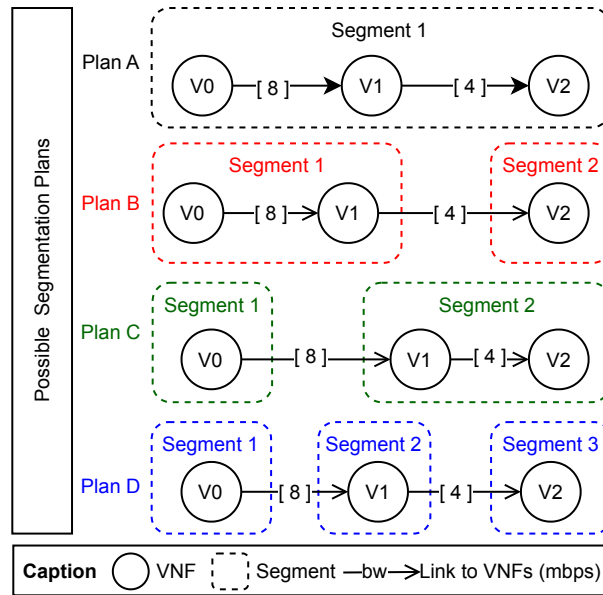 Possible Segmentation Plans
Segment 1
Plan A
V0 [ 8 ] V1 [ 4 ] V2
Segment 1 Segment 2
Plan B
V0 [ 8 ] V1 [ 4 ] V2
Segment 1 Segment 2
Plan C
V0 [ 8 ] V1 [ 4 ] V2
Segment 1 Segment 2 Segment 3
Plan D
V0 [ 8 ] V1 [ 4 ] V2
Caption VNF Segment bw Link to VNFs (mbps)